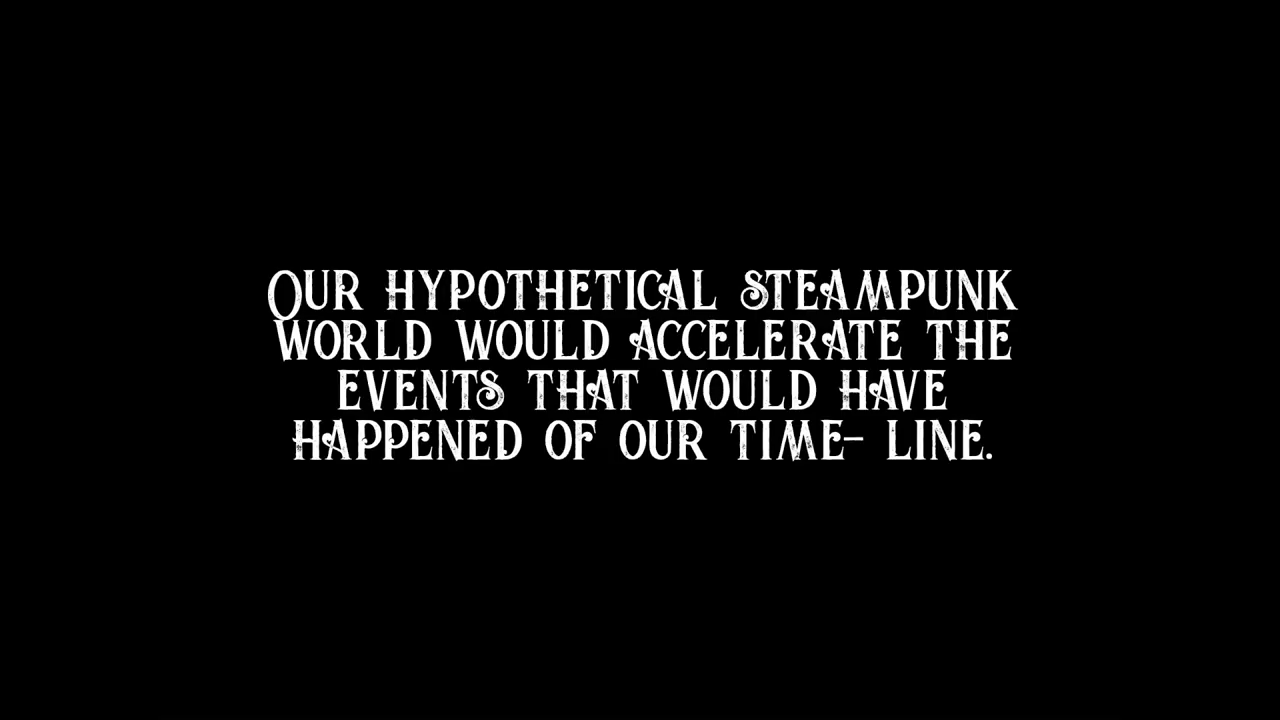 Our hypothetical steampunk
world would accelerate the
events that would have
happened of our time- line.